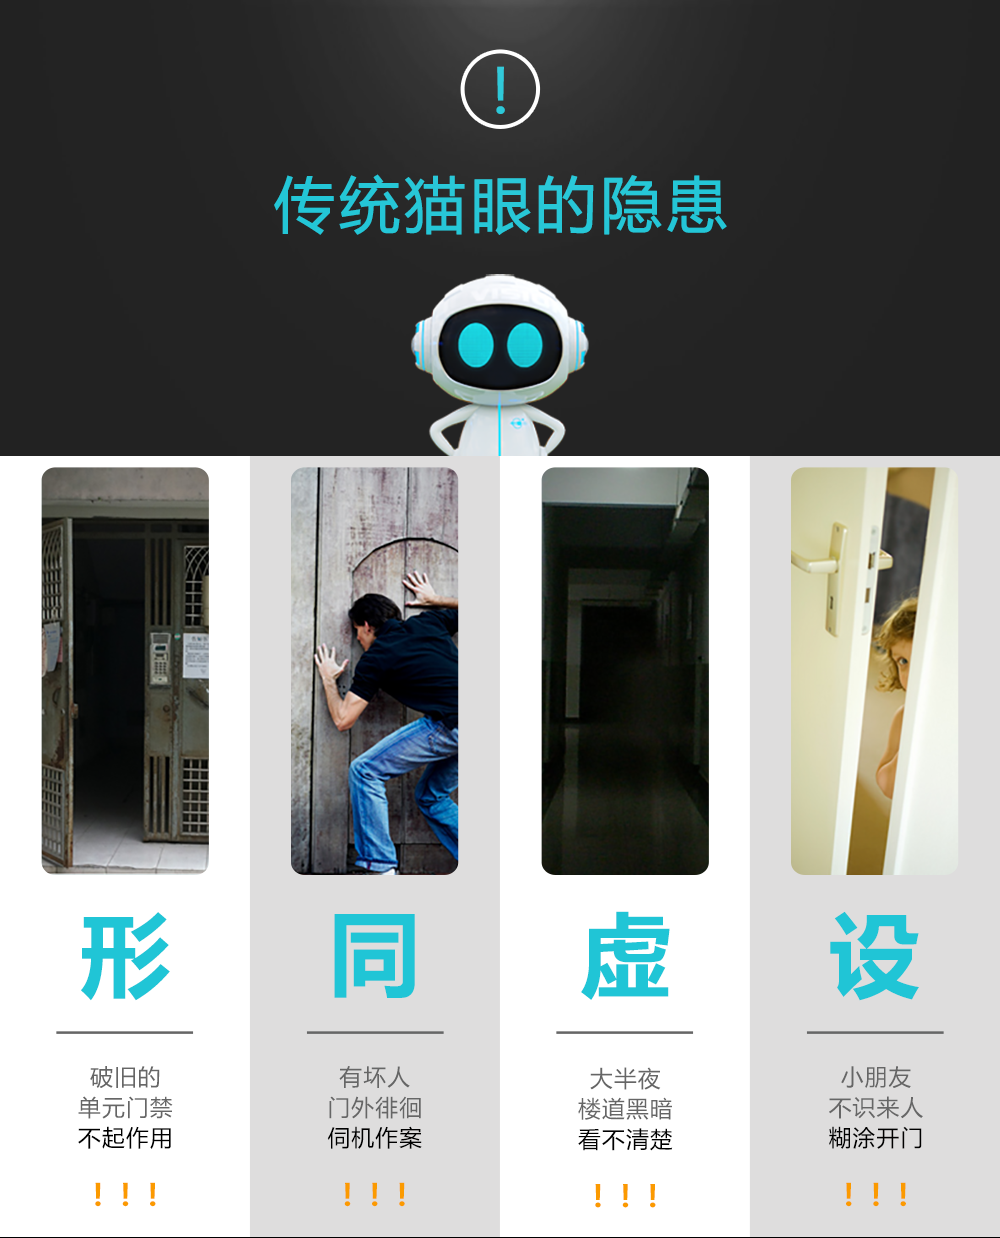 !
传统猫眼的隐患
形
破旧的
单元门禁
不起作用
! ! !
同
有坏人
门外徘徊
伺机作案
! ! !
虚
大半夜
楼道黑暗
看不清楚
! ! !
设
小朋友
不识来人
糊涂开门
! ! !